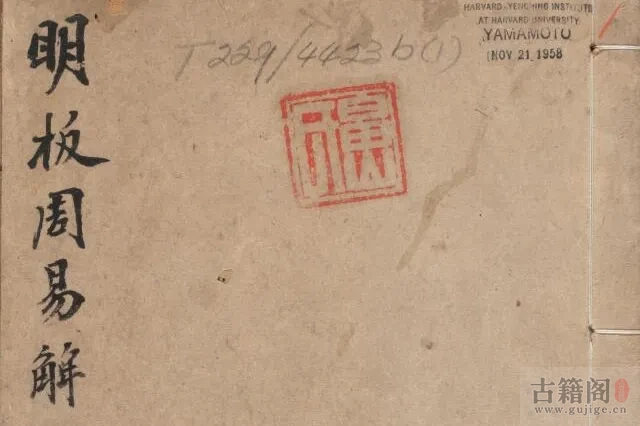 明板周易解
T229/4423b(1)
HARVARD-YENCHING INSTITUTE
AT HARVARD UNIVERSITY
YAMAMOTO
NOV 21 1958
古籍阁
www.gujige.cn